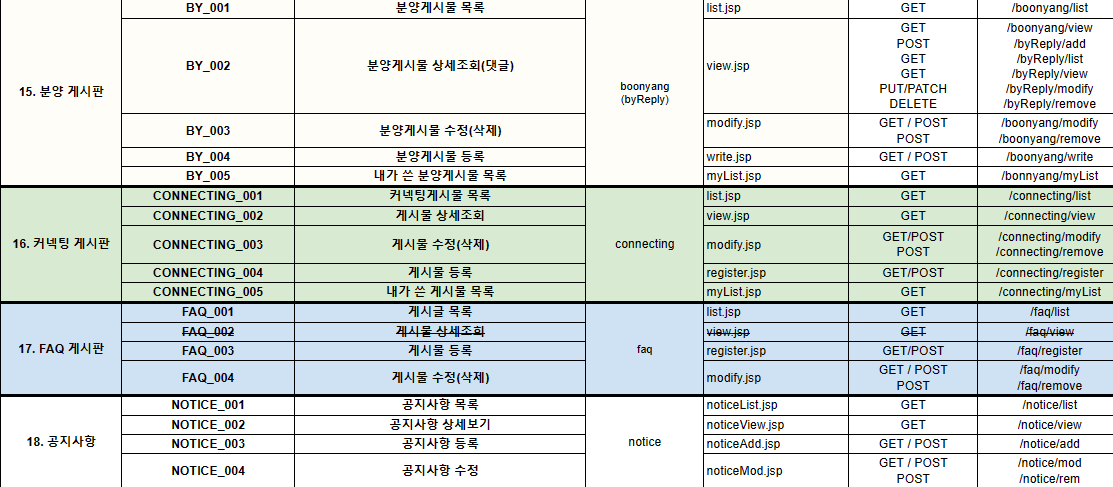 BY_001 분양게시물 목록 list.jsp GET /boonyang/list
15. 분양 게시판 BY_002 분양게시물 상세조회(댓글) boonyang (byReply) view.jsp
GET /boonyang/view
POST /byReply/add
GET /byReply/list
GET /byReply/view
PUT/PATCH /byReply/modify
DELETE /byReply/remove
BY_003 분양게시물 수정(삭제) modify.jsp GET / POST /boonyang/modify
POST /boonyang/remove
BY_004 분양게시물 등록 write.jsp GET / POST /boonyang/write
BY_005 내가 쓴 분양게시물 목록 myList.jsp GET /bonnyang/myList
CONNECTING_001 커넥팅게시물 목록 list.jsp GET /connecting/list
CONNECTING_002 게시물 상세조회 view.jsp GET /connecting/view
16. 커넥팅 게시판 CONNECTING_003 게시물 수정(삭제) connecting modify.jsp GET/POST /connecting/modify
POST /connecting/remove
CONNECTING_004 게시물 등록 register.jsp GET/POST /connecting/register
CONNECTING_005 내가 쓴 게시물 목록 myList.jsp GET /connecting/myList
FAQ_001 게시글 목록 list.jsp GET /faq/list
FAQ_002 게시물 상세조회 view.jsp GET /faq/view
17. FAQ 게시판 FAQ_003 게시물 등록 faq register.jsp GET/POST /faq/register
FAQ_004 게시물 수정(삭제) modify.jsp GET / POST /faq/modify
POST /faq/remove
NOTICE_001 공지사항 목록 noticeList.jsp GET /notice/list
NOTICE_002 공지사항 상세보기 noticeView.jsp GET /notice/view
18. 공지사항 NOTICE_003 공지사항 등록 notice noticeAdd.jsp GET / POST /notice/add
NOTICE_004 공지사항 수정 noticeMod.jsp GET / POST /notice/mod
POST /notice/rem